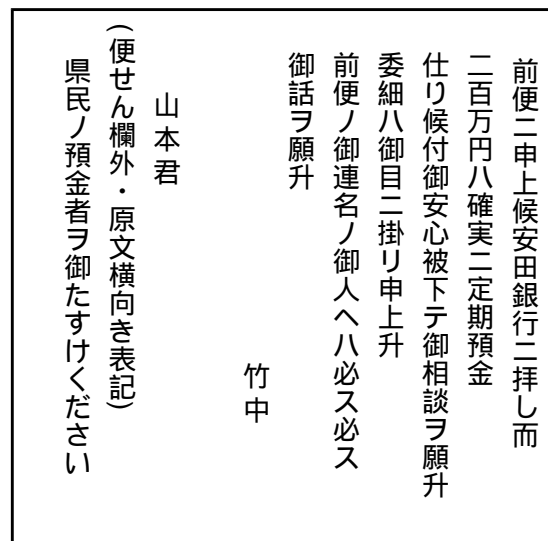 前便ニ申上候安田銀行ニ拝し而
二百万円ハ確実ニ定期預金
仕り候付御安心被下テ御相談ヲ願升
委細ハ御目ニ掛リ申上升
前便ノ御連名ノ御人ヘハ必ス必ス
御話ヲ願升
竹中
山本君
(便せん欄外・原文横向き表記)
県民ノ預金者ヲ御たすけください